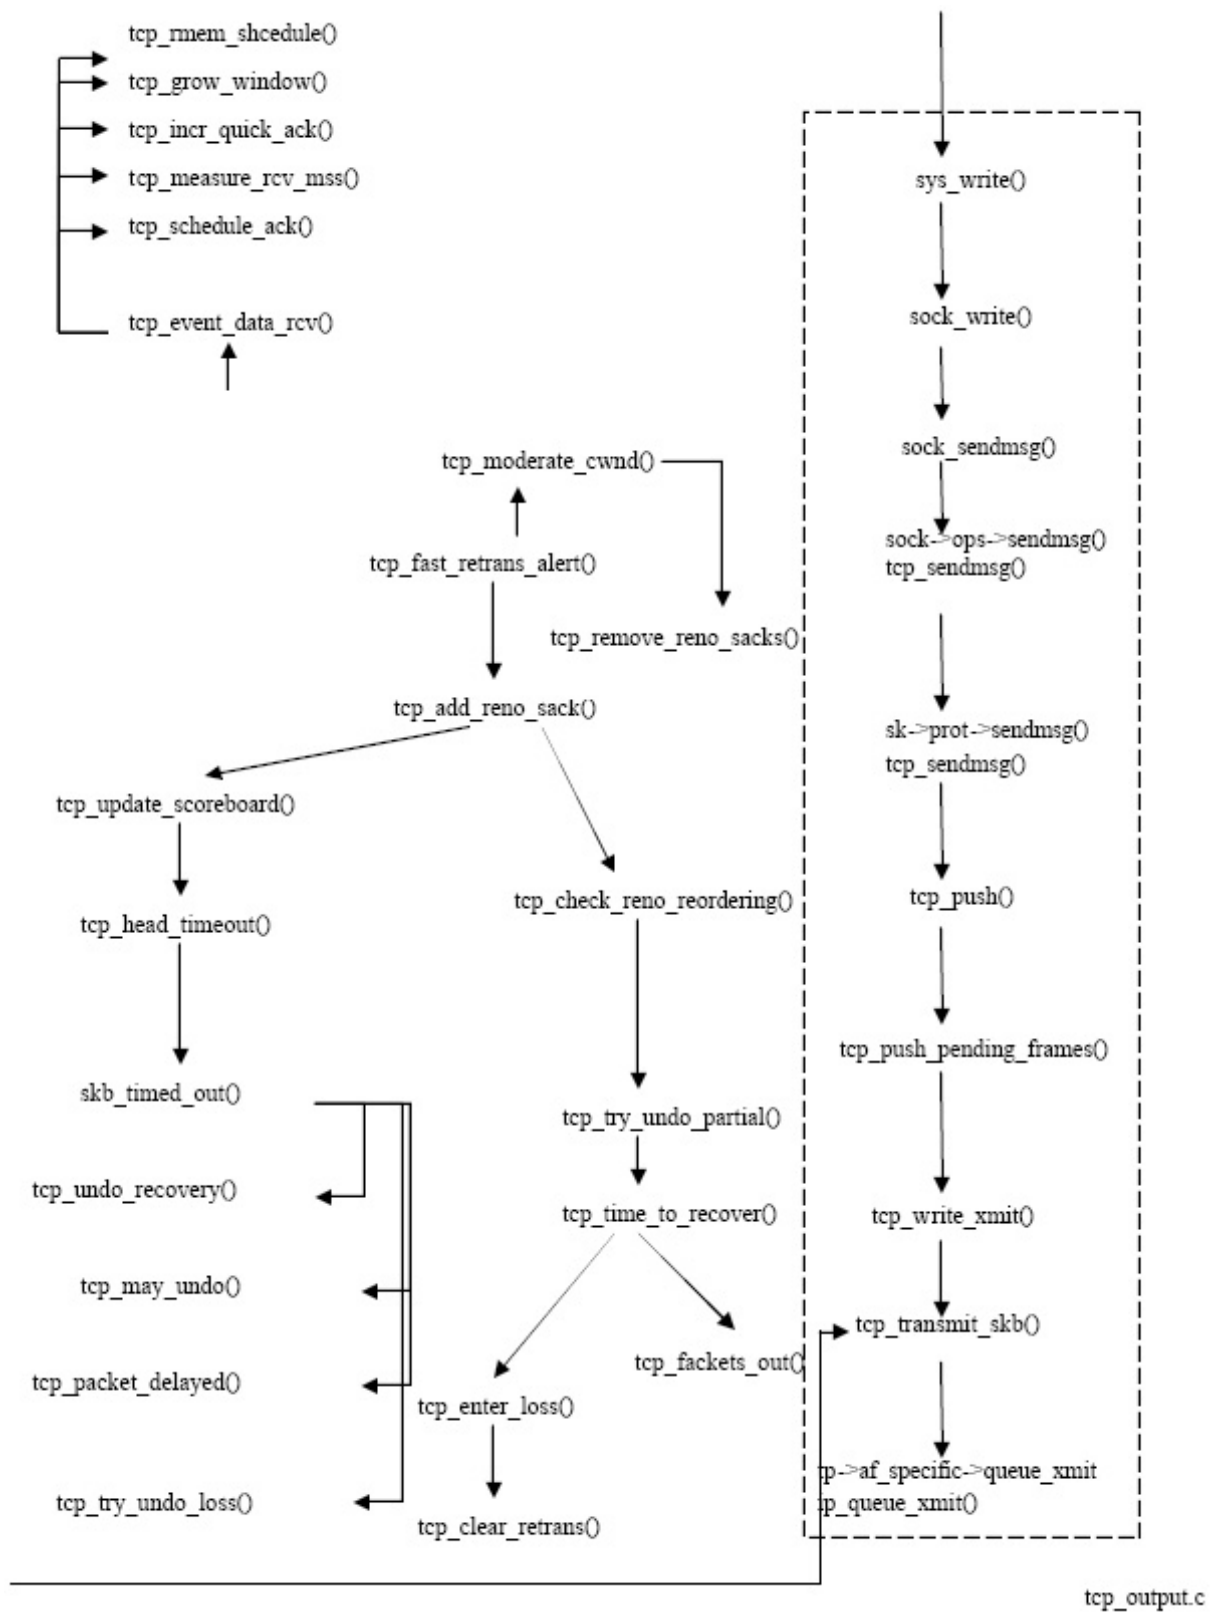 tcp_rmem_shcedule()
tcp_grow_window()
tcp_incr_quick_ack()
tcp_measure_rcv_mss()
tcp_schedule_ack()
tcp_event_data_rcv()
tcp_moderate_cwnd()
tcp_fast_retrans_alert()
tcp_remove_reno_sacks()
tcp_add_reno_sack()
tcp_update_scoreboard()
tcp_check_reno_reordering()
tcp_head_timeout()
skb_timed_out()
tcp_try_undo_partial()
tcp_undo_recovery()
tcp_time_to_recover()
tcp_may_undo()
tcp_packet_delayed()
tcp_fackets_out()
tcp_enter_loss()
tcp_try_undo_loss()
tcp_clear_retrans()
sys_write()
sock_write()
sock_sendmsg()
sock->ops->sendmsg()
tcp_sendmsg()
sk->prot->sendmsg()
tcp_sendmsg()
tcp_push()
tcp_push_pending_frames()
tcp_write_xmit()
tcp_transmit_skb()
tp->af_specific->queue_xmit
ip_queue_xmit()
tcp_output.c